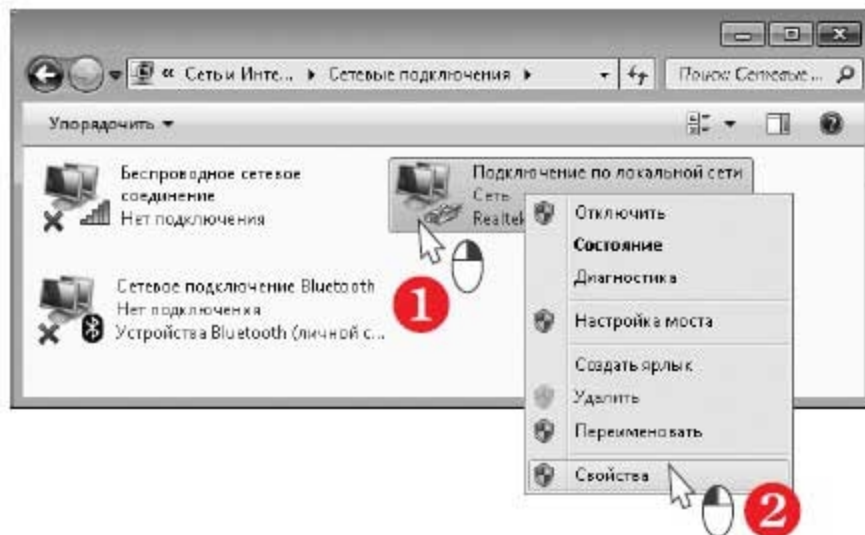 « Сеть и Инте... ▸ Сетевые подключения ▸
Поиск: Сетевые ...
Упорядочить ▾
Беспроводное сетевое
соединение
Нет подключения
Подключение по локальной сети
Сеть
Realtek
Сетевое подключение Bluetooth
Нет подключения
Устройства Bluetooth (личной с...
1
Отключить
Состояние
Диагностика
Настройка моста
Создать ярлык
Удалить
Переименовать
Свойства
2